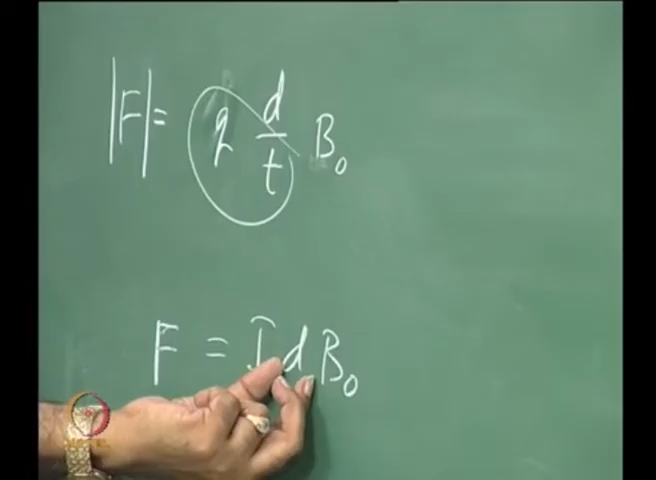 |F| = q d/t B₀
F = I d B₀